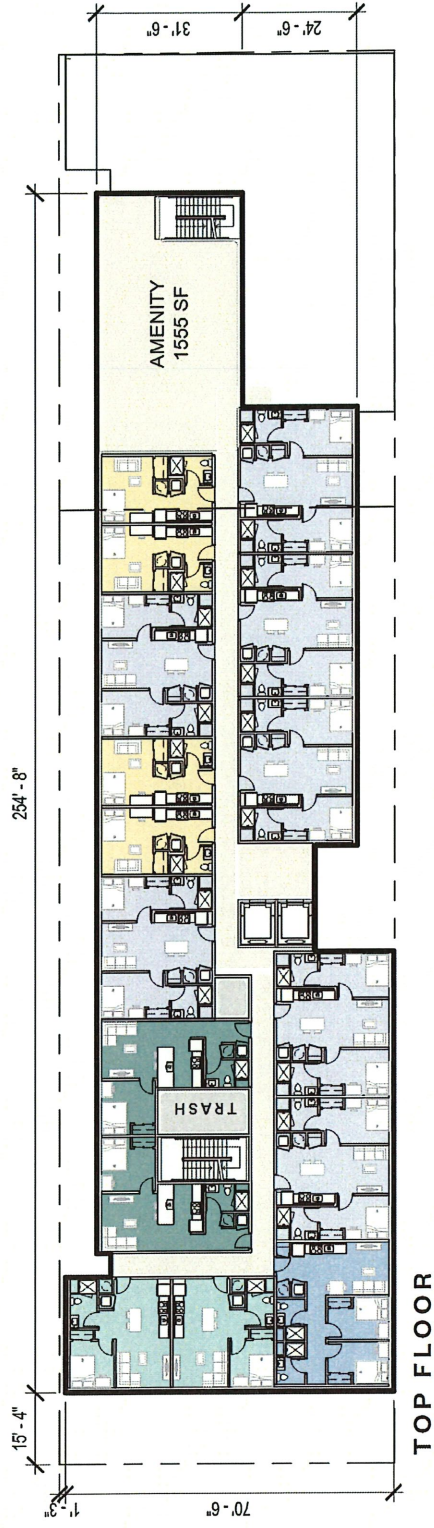 31' - 6"
24' - 6"
AMENITY
1555 SF
254' - 8"
TRASH
15' - 4"
1' - 3"
70' - 6"
TOP FLOOR